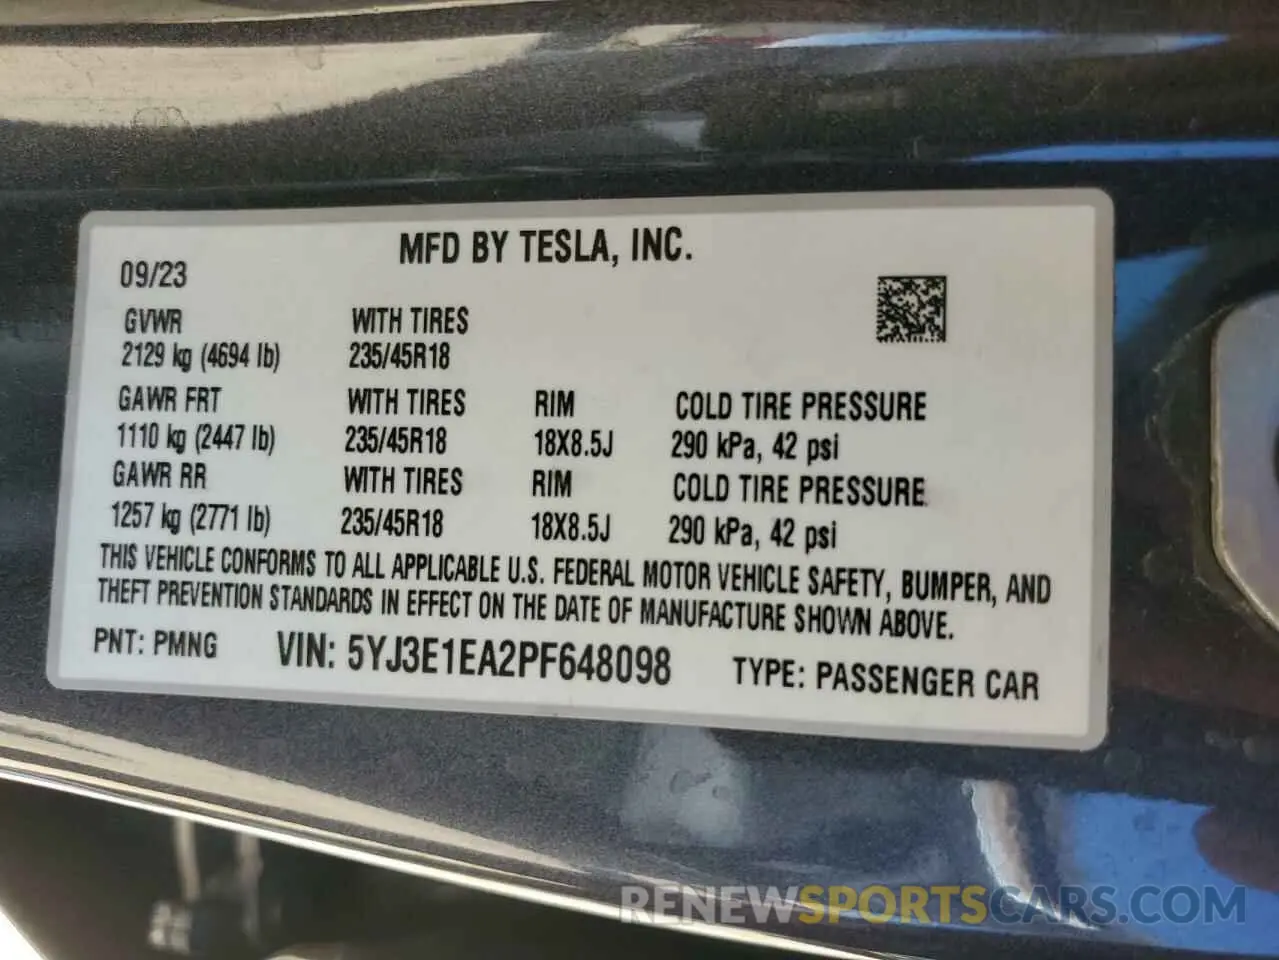 MFD BY TESLA, INC.
09/23
GVWR WITH TIRES
2129 kg (4694 lb) 235/45R18
GAWR FRT WITH TIRES RIM COLD TIRE PRESSURE
1110 kg (2447 lb) 235/45R18 18X8.5J 290 kPa, 42 psi
GAWR RR WITH TIRES RIM COLD TIRE PRESSURE
1257 kg (2771 lb) 235/45R18 18X8.5J 290 kPa, 42 psi
THIS VEHICLE CONFORMS TO ALL APPLICABLE U.S. FEDERAL MOTOR VEHICLE SAFETY, BUMPER, AND
THEFT PREVENTION STANDARDS IN EFFECT ON THE DATE OF MANUFACTURE SHOWN ABOVE.
PNT: PMNG VIN: 5YJ3E1EA2PF648098 TYPE: PASSENGER CAR
RENEWSPORTSCARS.COM